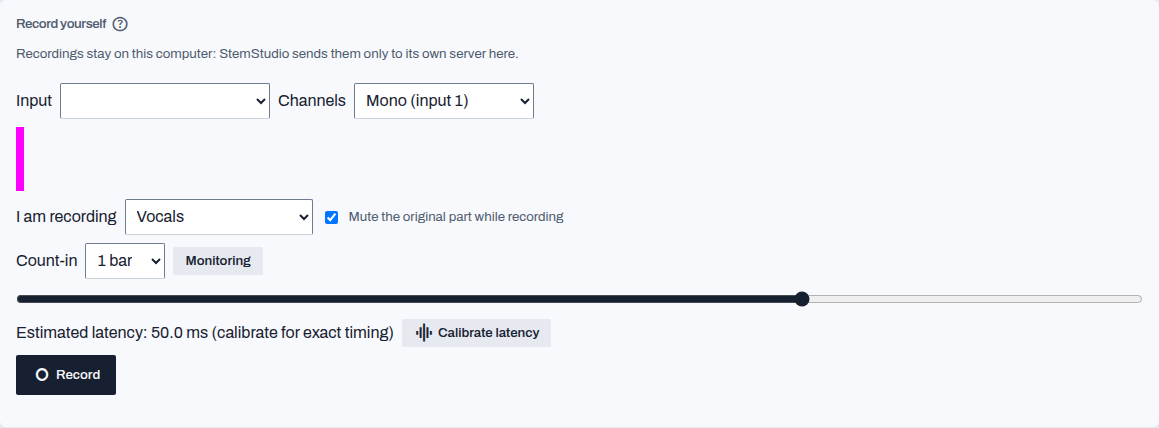 Record yourself ?
Recordings stay on this computer: StemStudio sends them only to its own server here.
Input Channels Mono (input 1)
I am recording Vocals Mute the original part while recording
Count-in 1 bar Monitoring
Estimated latency: 50.0 ms (calibrate for exact timing) Calibrate latency
Record